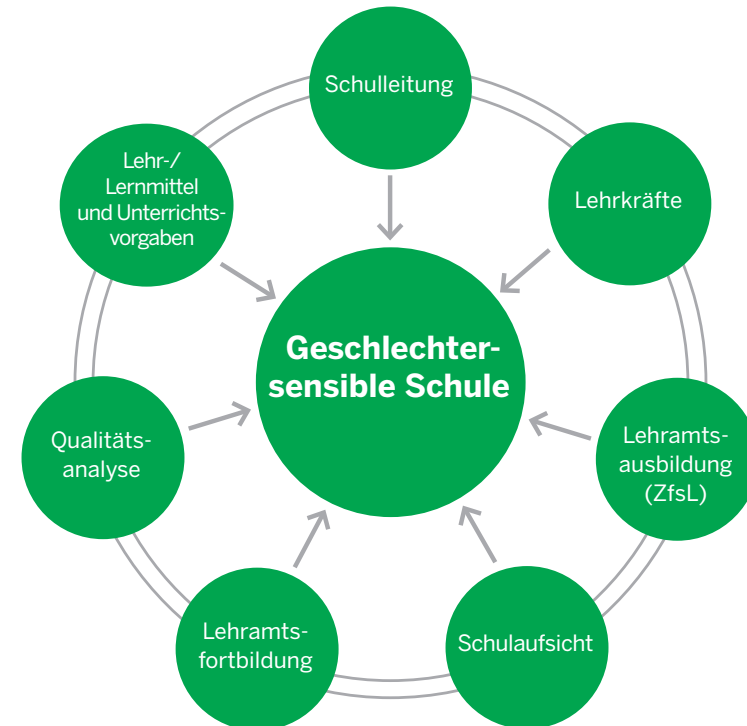 Schulleitung
Lehrkräfte
Lehramts-
ausbildung
(ZfsL)
Schulaufsicht
Lehramts-
fortbildung
Qualitäts-
analyse
Lehr-/
Lernmittel
und Unterrichts-
vorgaben
Geschlechter-
sensible Schule